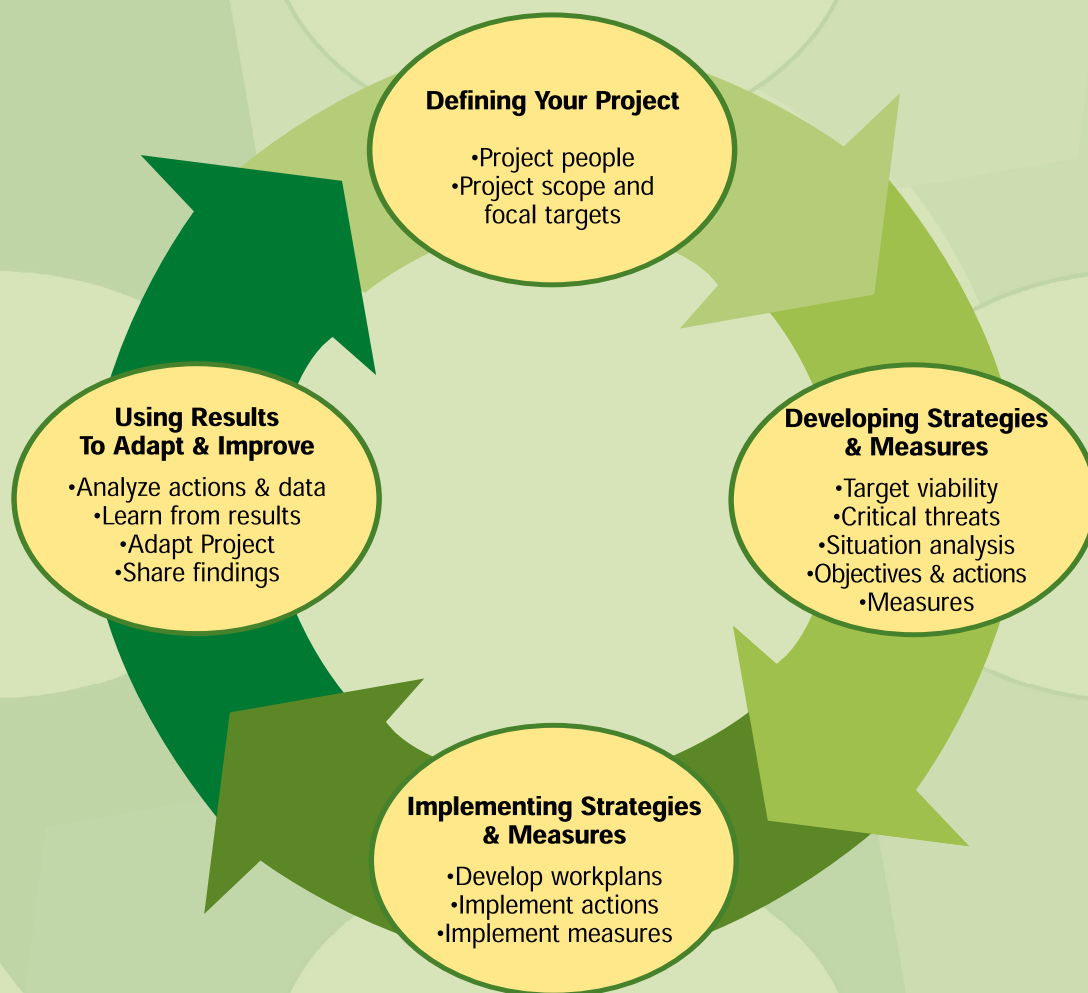 Defining Your Project
•Project people
•Project scope and
focal targets
Developing Strategies
& Measures
•Target viability
•Critical threats
•Situation analysis
•Objectives & actions
•Measures
Implementing Strategies
& Measures
•Develop workplans
•Implement actions
•Implement measures
Using Results
To Adapt & Improve
•Analyze actions & data
•Learn from results
•Adapt Project
•Share findings